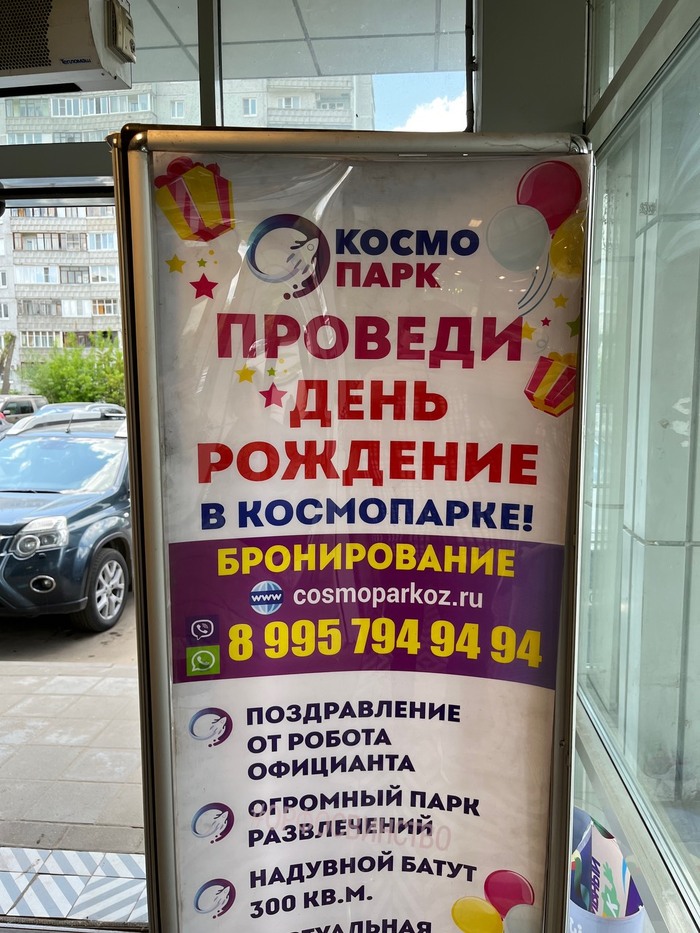 Тепломаш
КОСМО
ПАРК
ПРОВЕДИ
ДЕНЬ
РОЖДЕНИЕ
В КОСМОПАРКЕ!
БРОНИРОВАНИЕ
www cosmoparkoz.ru
8 995 794 94 94
ПОЗДРАВЛЕНИЕ
ОТ РОБОТА
ОФИЦИАНТА
ОГРОМНЫЙ ПАРК
РАЗВЛЕЧЕНИЙ
НАДУВНОЙ БАТУТ
300 КВ.М.